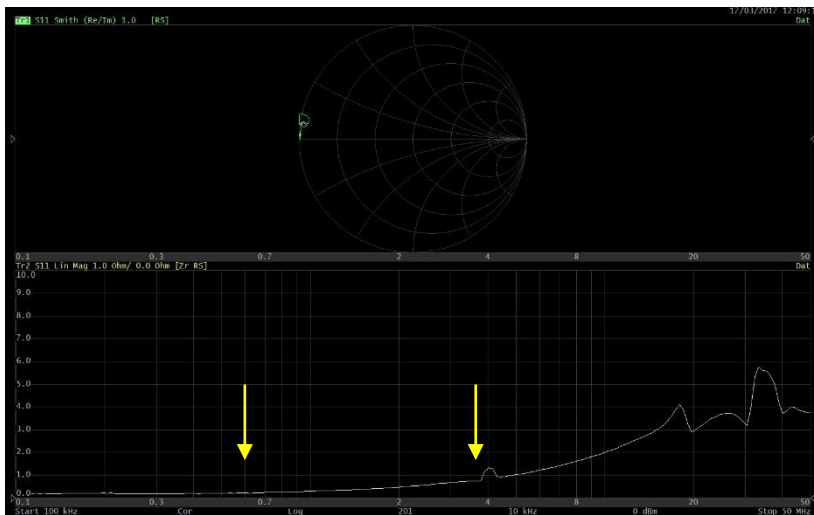 17/03/2017 12:09:1
Tr1 S11 Smith (Re/Im) 1.0 [RS] Dat
0.1 0.3 0.7 2 4 8 20 50
Tr2 S11 Lin Mag 1.0 Ohm/ 0.0 Ohm [Zr RS] Dat
10.0
9.0
8.0
7.0
6.0
5.0
4.0
3.0
2.0
1.0
0.0
0.1 0.3 0.7 2 4 8 20 50
Start 100 kHz Cor Log 201 10 kHz 0 dBm Stop 50 MHz